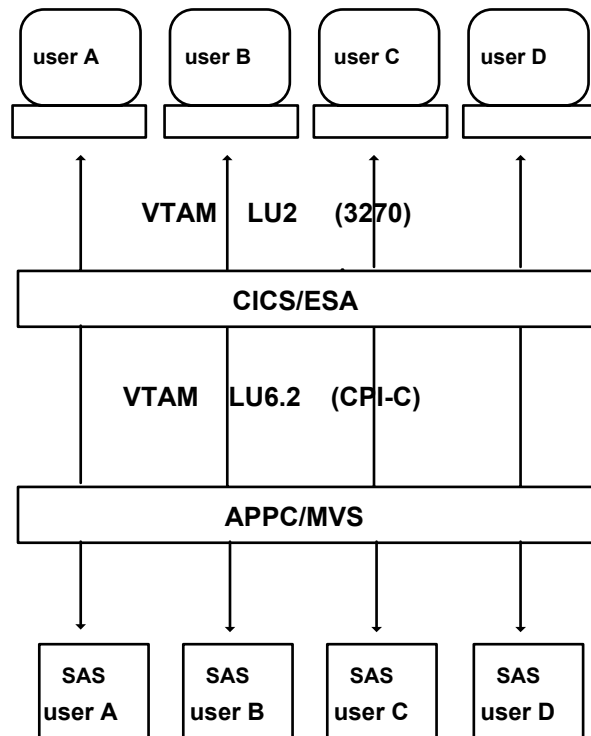 user A user B user C user D
VTAM LU2 (3270)
CICS/ESA
VTAM LU6.2 (CPI-C)
APPC/MVS
SAS SAS SAS SAS
user A user B user C user D